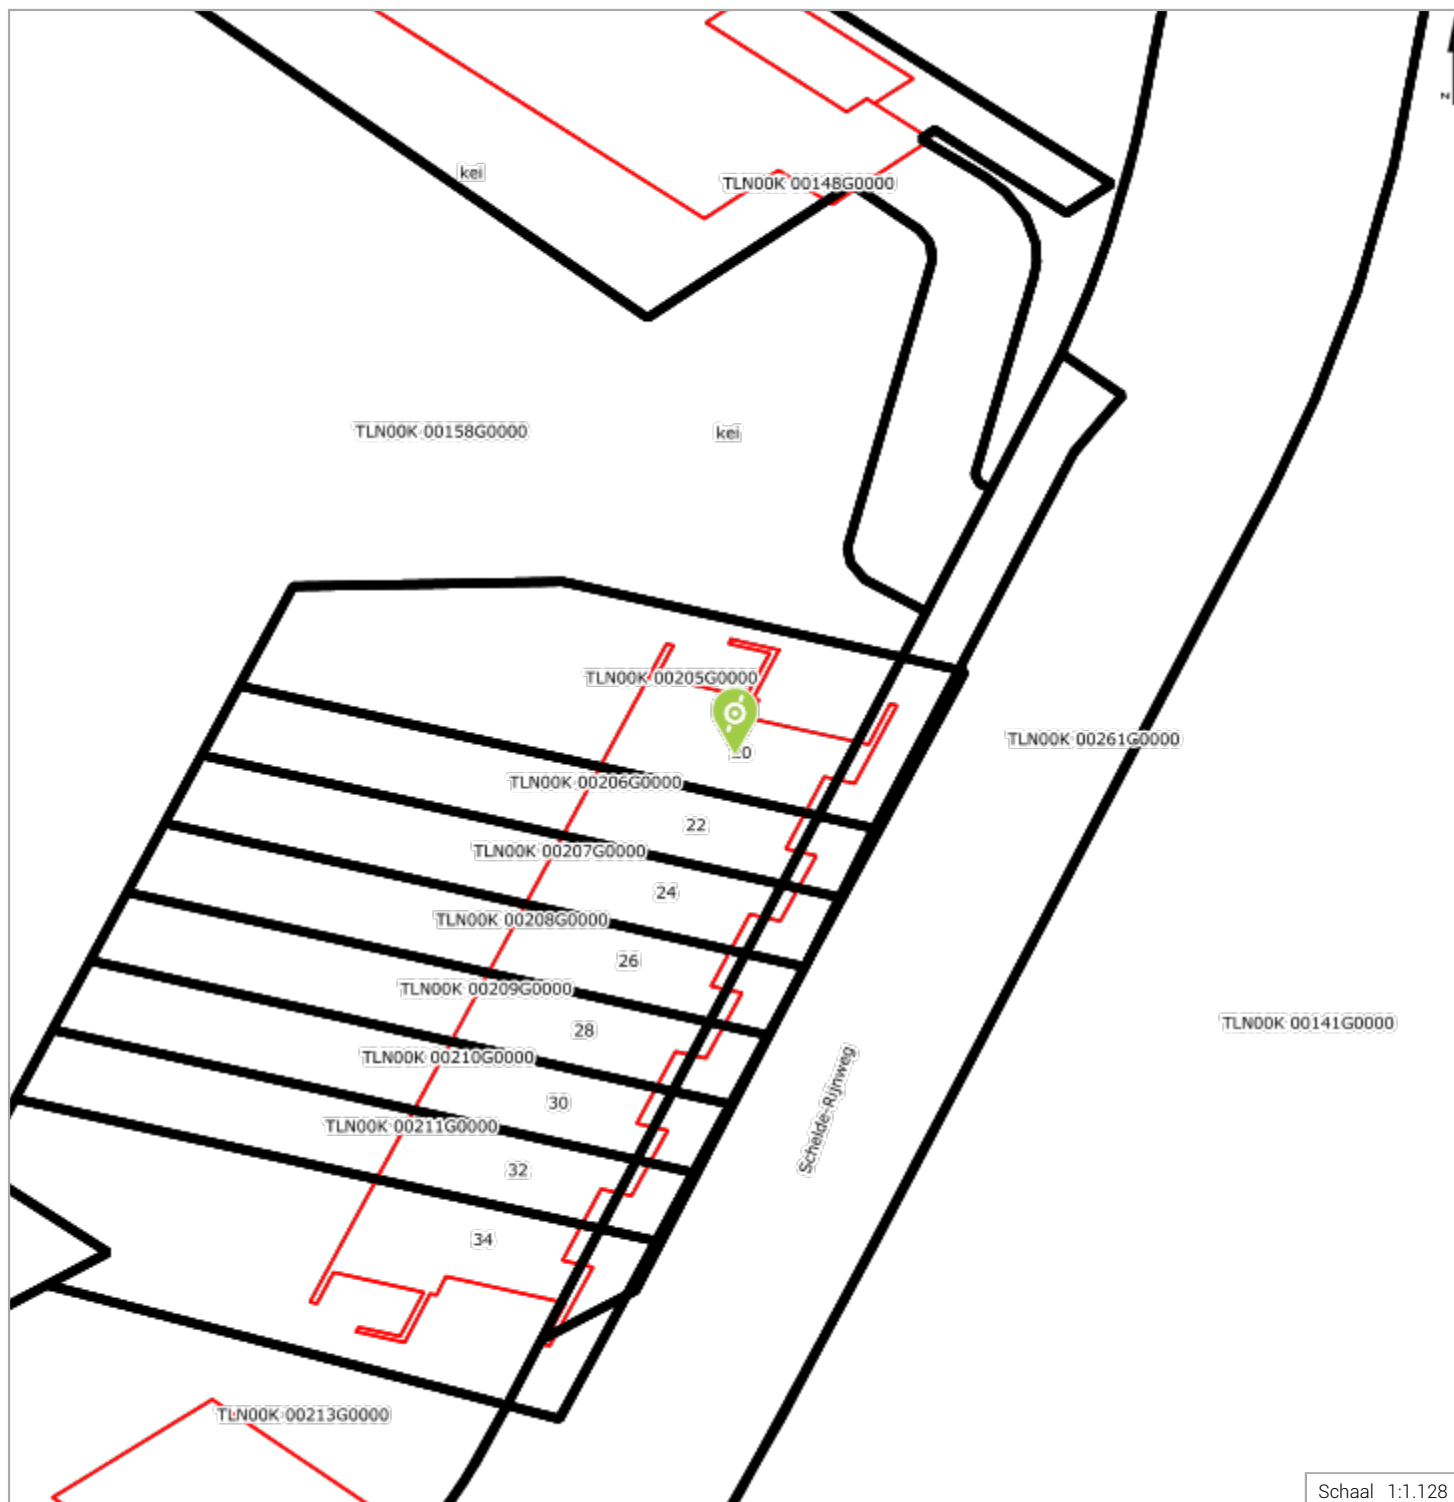 N
kei
TLN00K 00148G0000
TLN00K 00158G0000
kei
TLN00K 00205G0000
TLN00K 00261G0000
TLN00K 00206G0000
22
TLN00K 00207G0000
24
TLN00K 00208G0000
26
TLN00K 00209G0000
28
TLN00K 00141G0000
TLN00K 00210G0000
30
Schelde-Rijnweg
TLN00K 00211G0000
32
34
TLN00K 00213G0000
Schaal 1:1.128